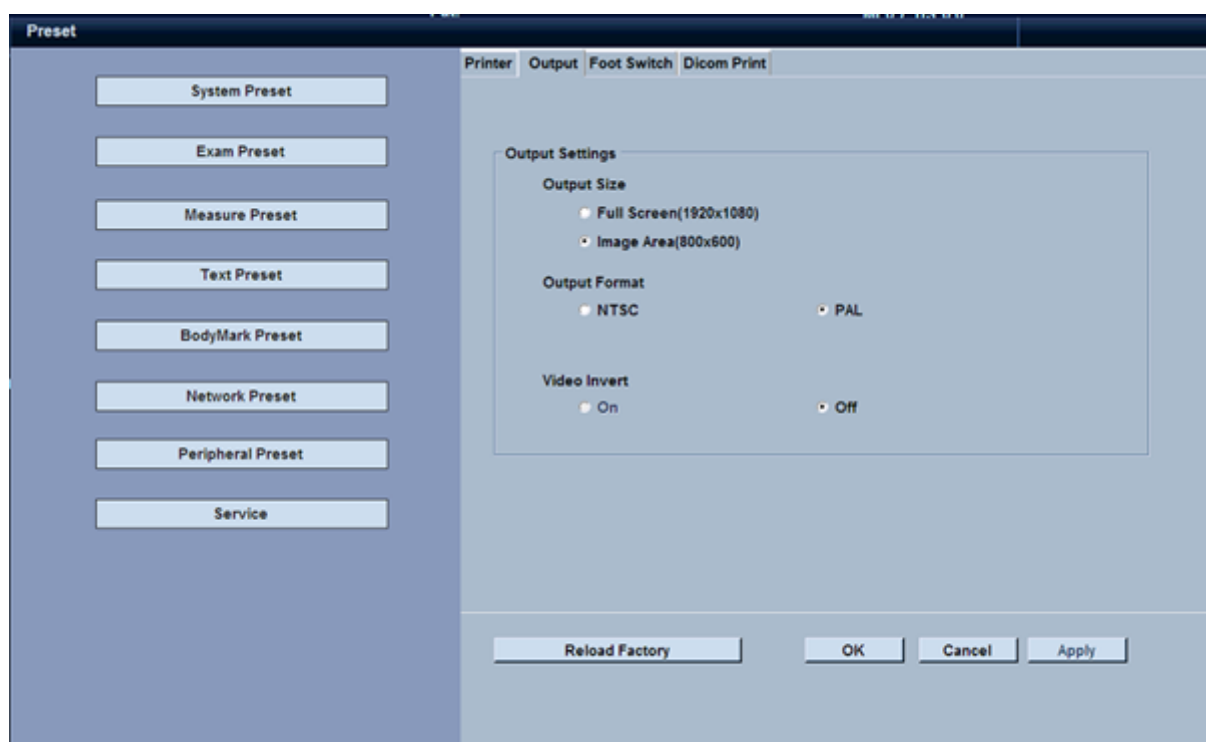 Preset
System Preset
Exam Preset
Measure Preset
Text Preset
BodyMark Preset
Network Preset
Peripheral Preset
Service
Printer Output Foot Switch Dicom Print
Output Settings
Output Size
Full Screen(1920x1080)
Image Area(800x600)
Output Format
NTSC PAL
Video Invert
On Off
Reload Factory OK Cancel Apply